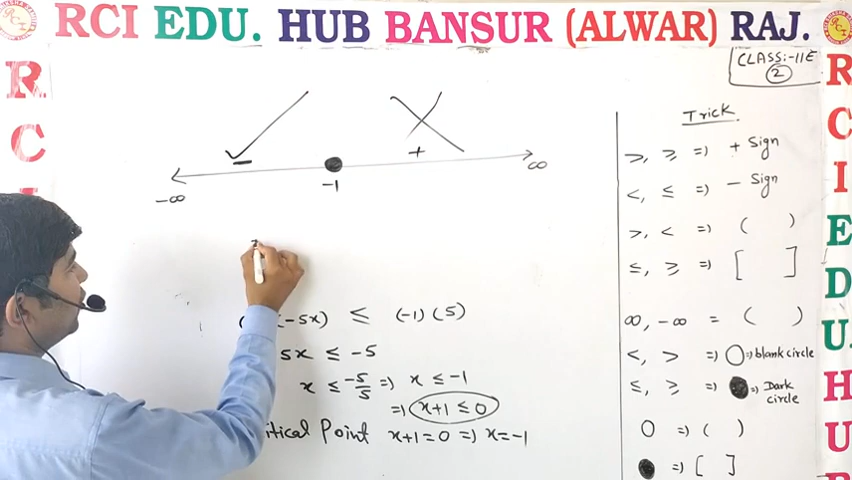 RCI EDU. HUB BANSUR (ALWAR) RAJ.
CLASS:-11E
2
R
C
I
R
C
I
E
D
U.
H
U
- +
-∞ -1 ∞
-5x) ≤ (-1) (5)
5x ≤ -5
x ≤ -5/5 => x ≤ -1
=> x+1 ≤ 0
itical Point x+1=0 => x=-1
Trick
>, ≥ => + Sign
<, ≤ => - Sign
>, < => ( )
≤, ≥ => [ ]
∞, -∞ = ( )
<, > => ○ => blank circle
≤, ≥ => ● => Dark circle
○ => ( )
● => [ ]